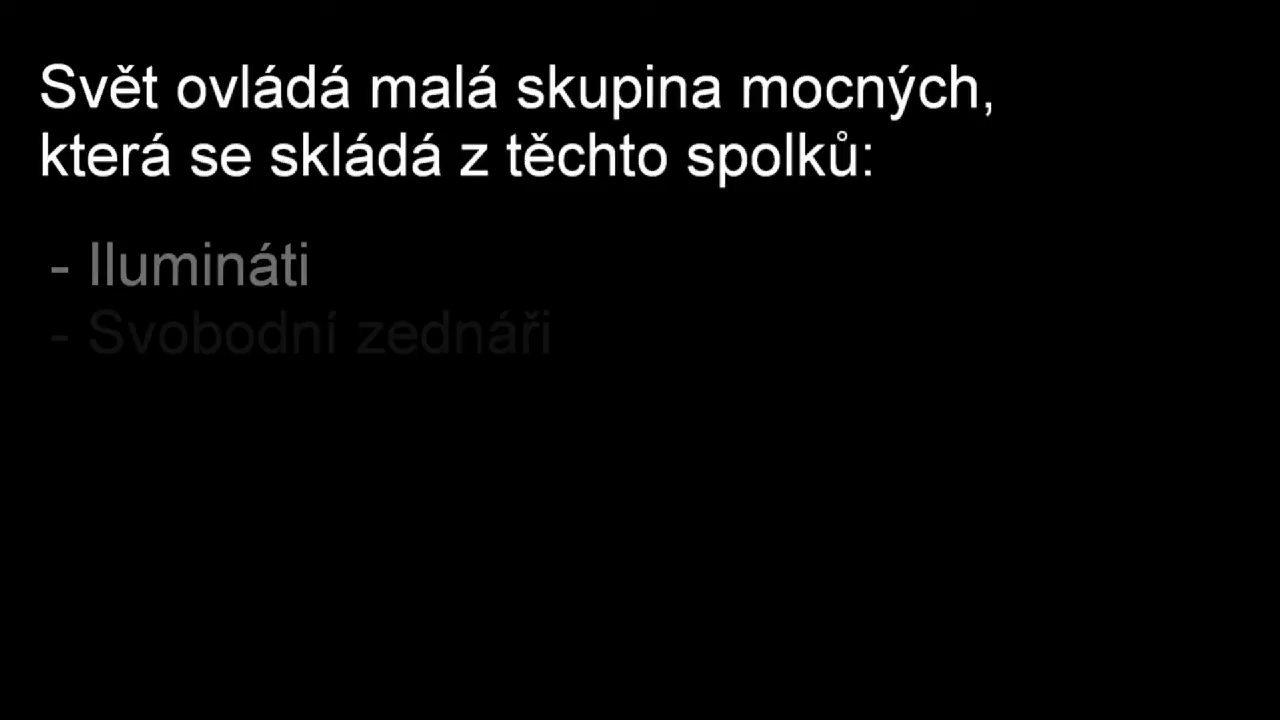 Svět ovládá malá skupina mocných,
která se skládá z těchto spolků:
- Ilumináti
- Svobodní zednáři